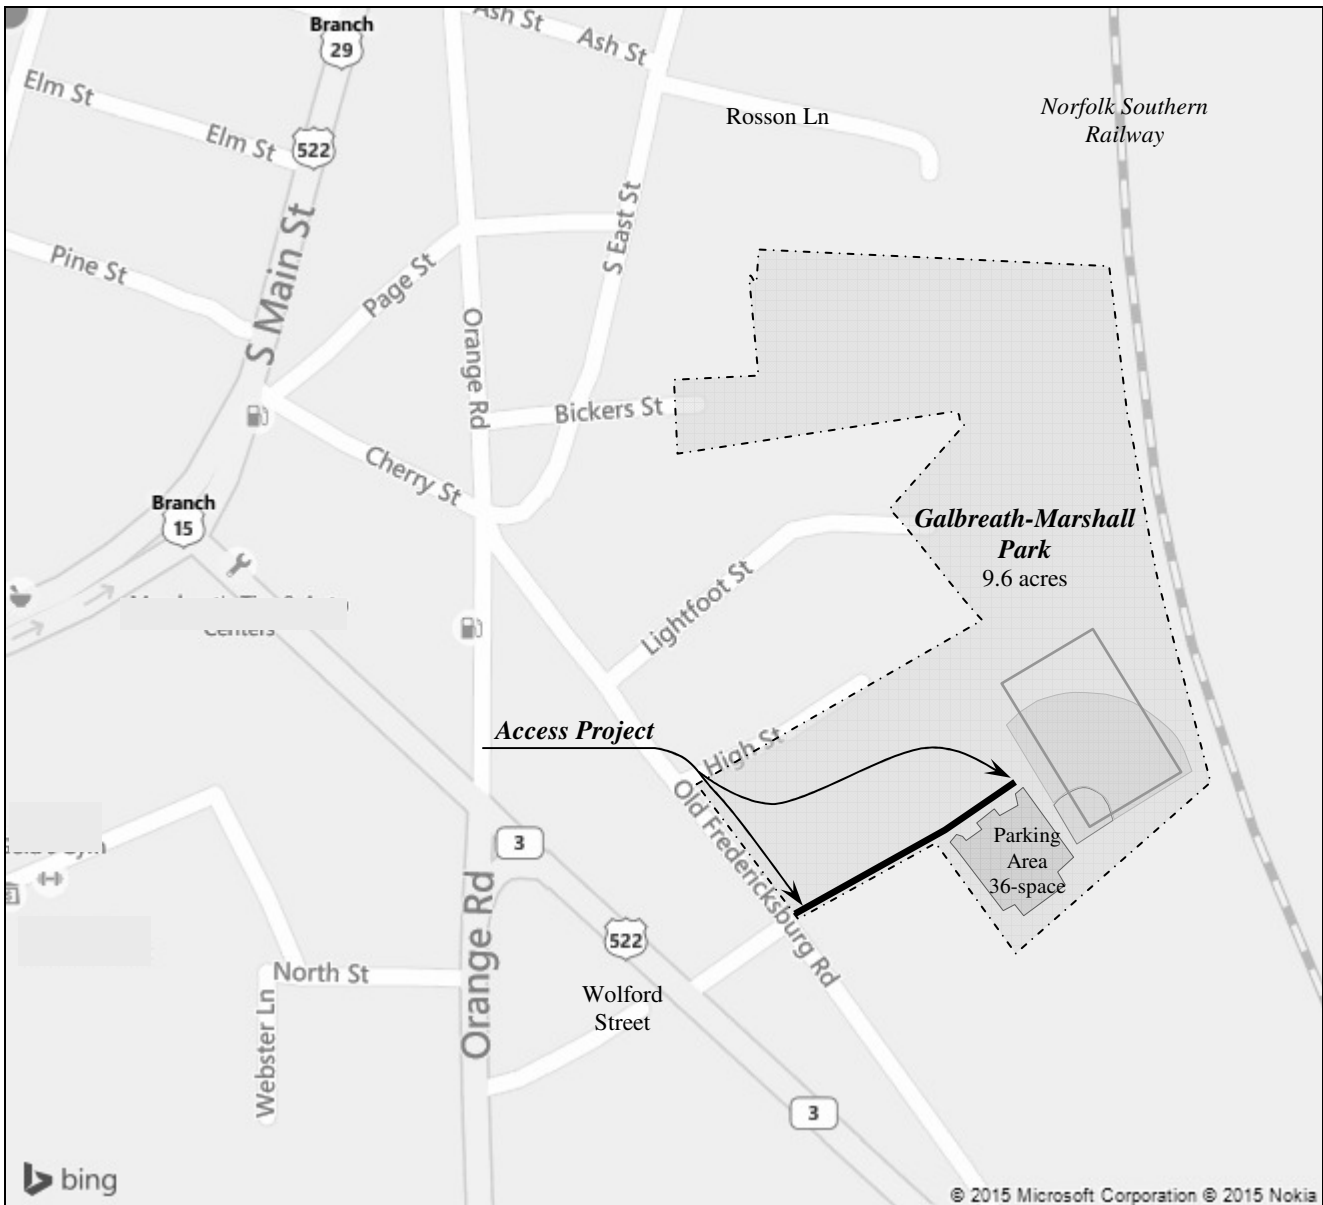 Branch
29
Ash St
Ash St
Elm St
Elm St
522
Rosson Ln
Norfolk Southern
Railway
S Main St
S East St
Pine St
Page St
Orange Rd
Bickers St
Cherry St
Branch
15
Galbreath-Marshall
Park
9.6 acres
Lightfoot St
Centers
Access Project
High St
Old Fredericksburg Rd
3
Parking
Area
36-space
Orange Rd
522
North St
Webster Ln
Wolford
Street
3
bing
© 2015 Microsoft Corporation © 2015 Nokia